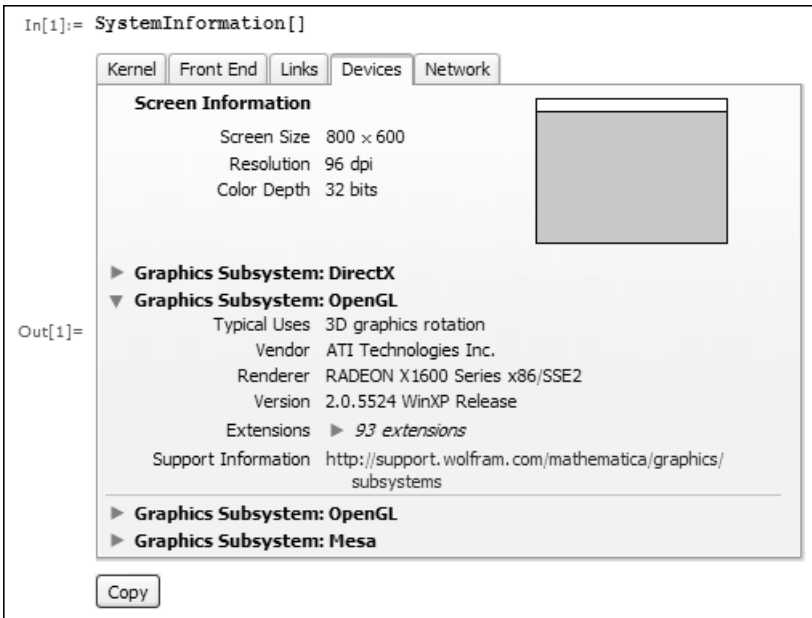 In[1]:= SystemInformation[]
Kernel Front End Links Devices Network
Screen Information
Screen Size 800 × 600
Resolution 96 dpi
Color Depth 32 bits
Graphics Subsystem: DirectX
Graphics Subsystem: OpenGL
Out[1]=
Typical Uses 3D graphics rotation
Vendor ATI Technologies Inc.
Renderer RADEON X1600 Series x86/SSE2
Version 2.0.5524 WinXP Release
Extensions 93 extensions
Support Information http://support.wolfram.com/mathematica/graphics/
subsystems
Graphics Subsystem: OpenGL
Graphics Subsystem: Mesa
Copy